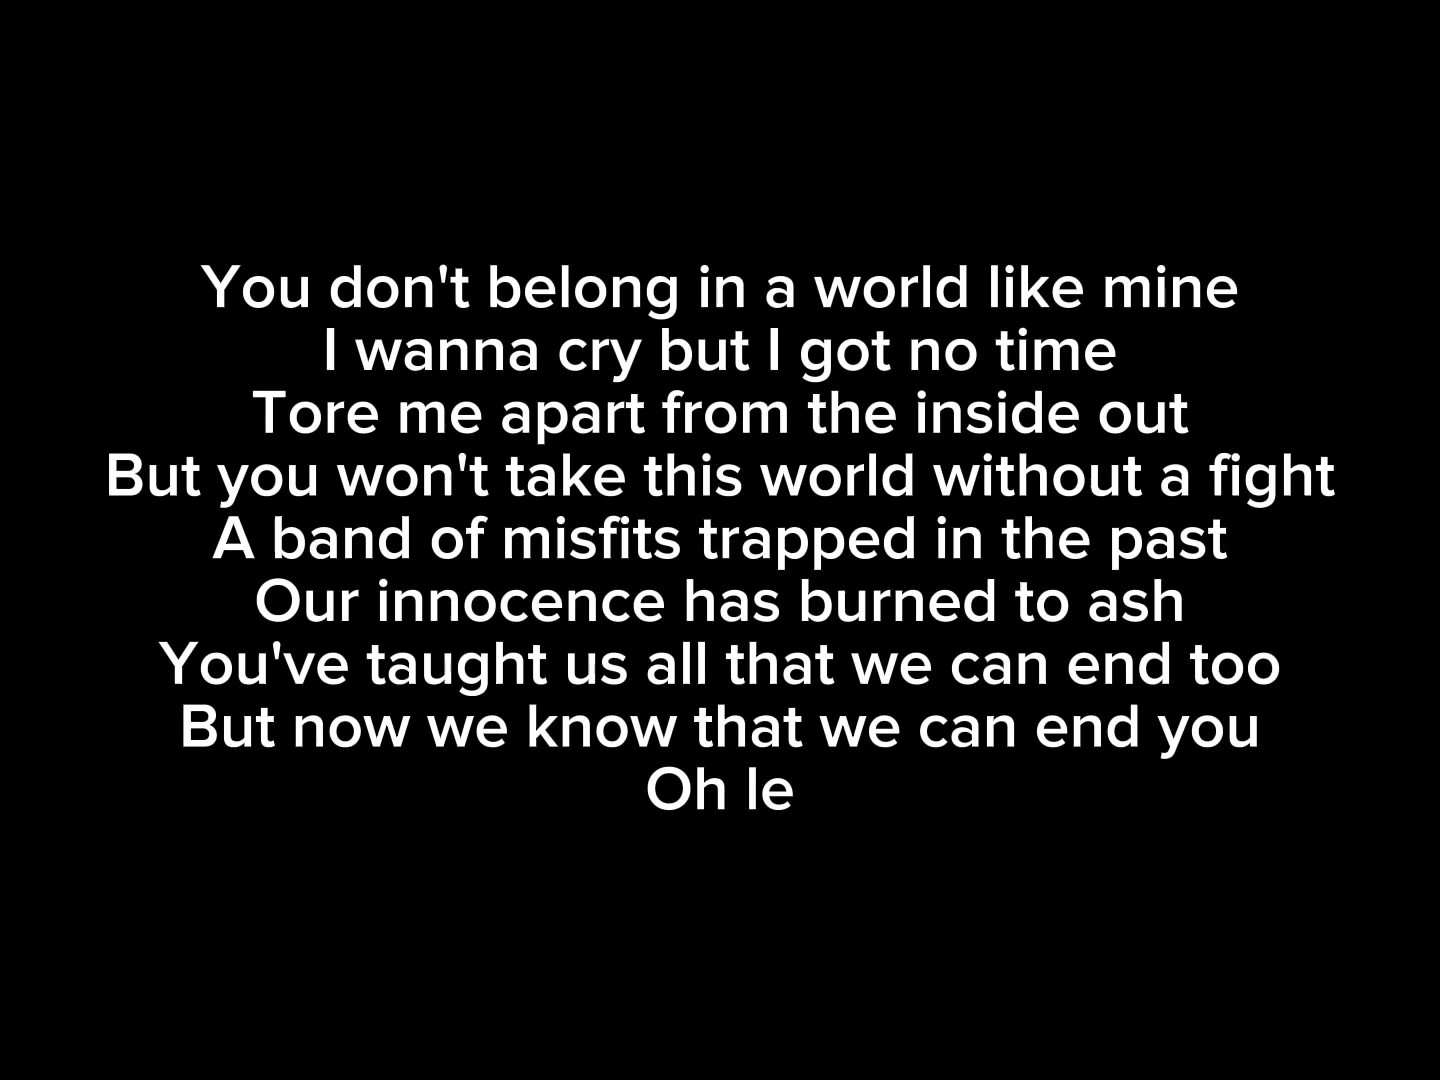 You don't belong in a world like mine
I wanna cry but I got no time
Tore me apart from the inside out
But you won't take this world without a fight
A band of misfits trapped in the past
Our innocence has burned to ash
You've taught us all that we can end too
But now we know that we can end you
Oh le